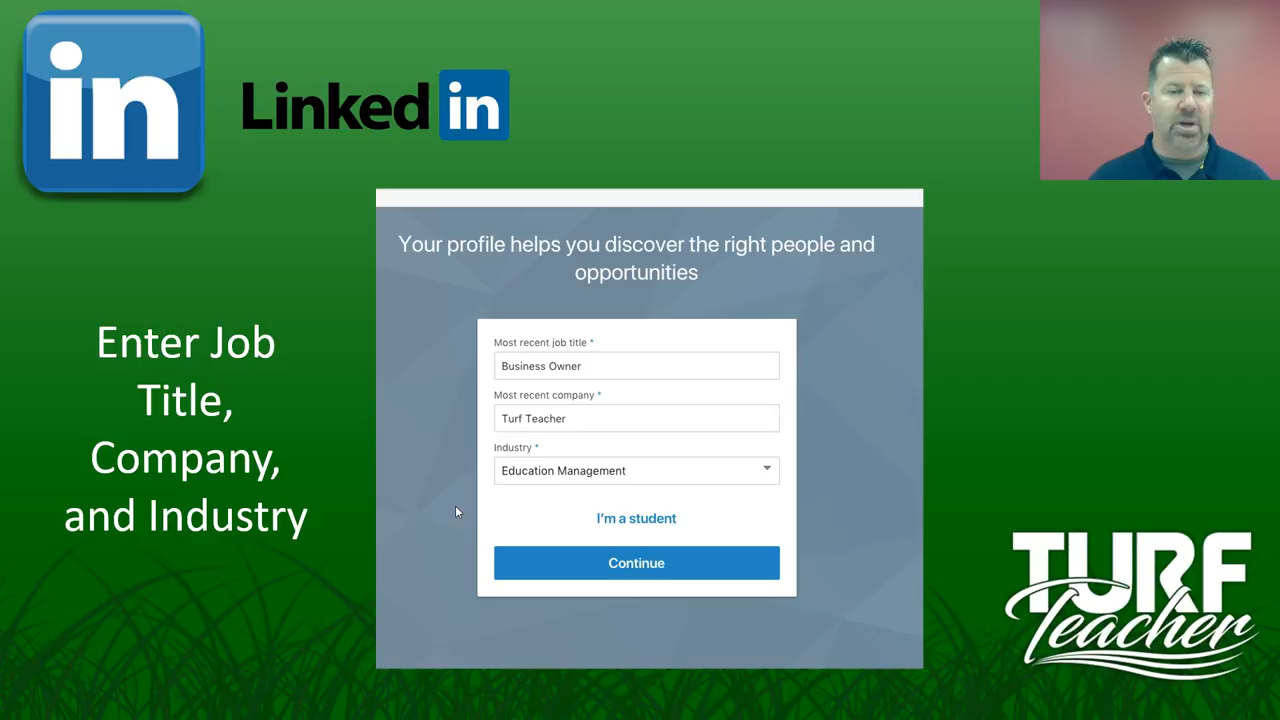 in
Linked in
Your profile helps you discover the right people and
opportunities
Enter Job
Title,
Company,
and Industry
Most recent job title *
Business Owner
Most recent company *
Turf Teacher
Industry *
Education Management
I'm a student
Continue
TURF
Teacher